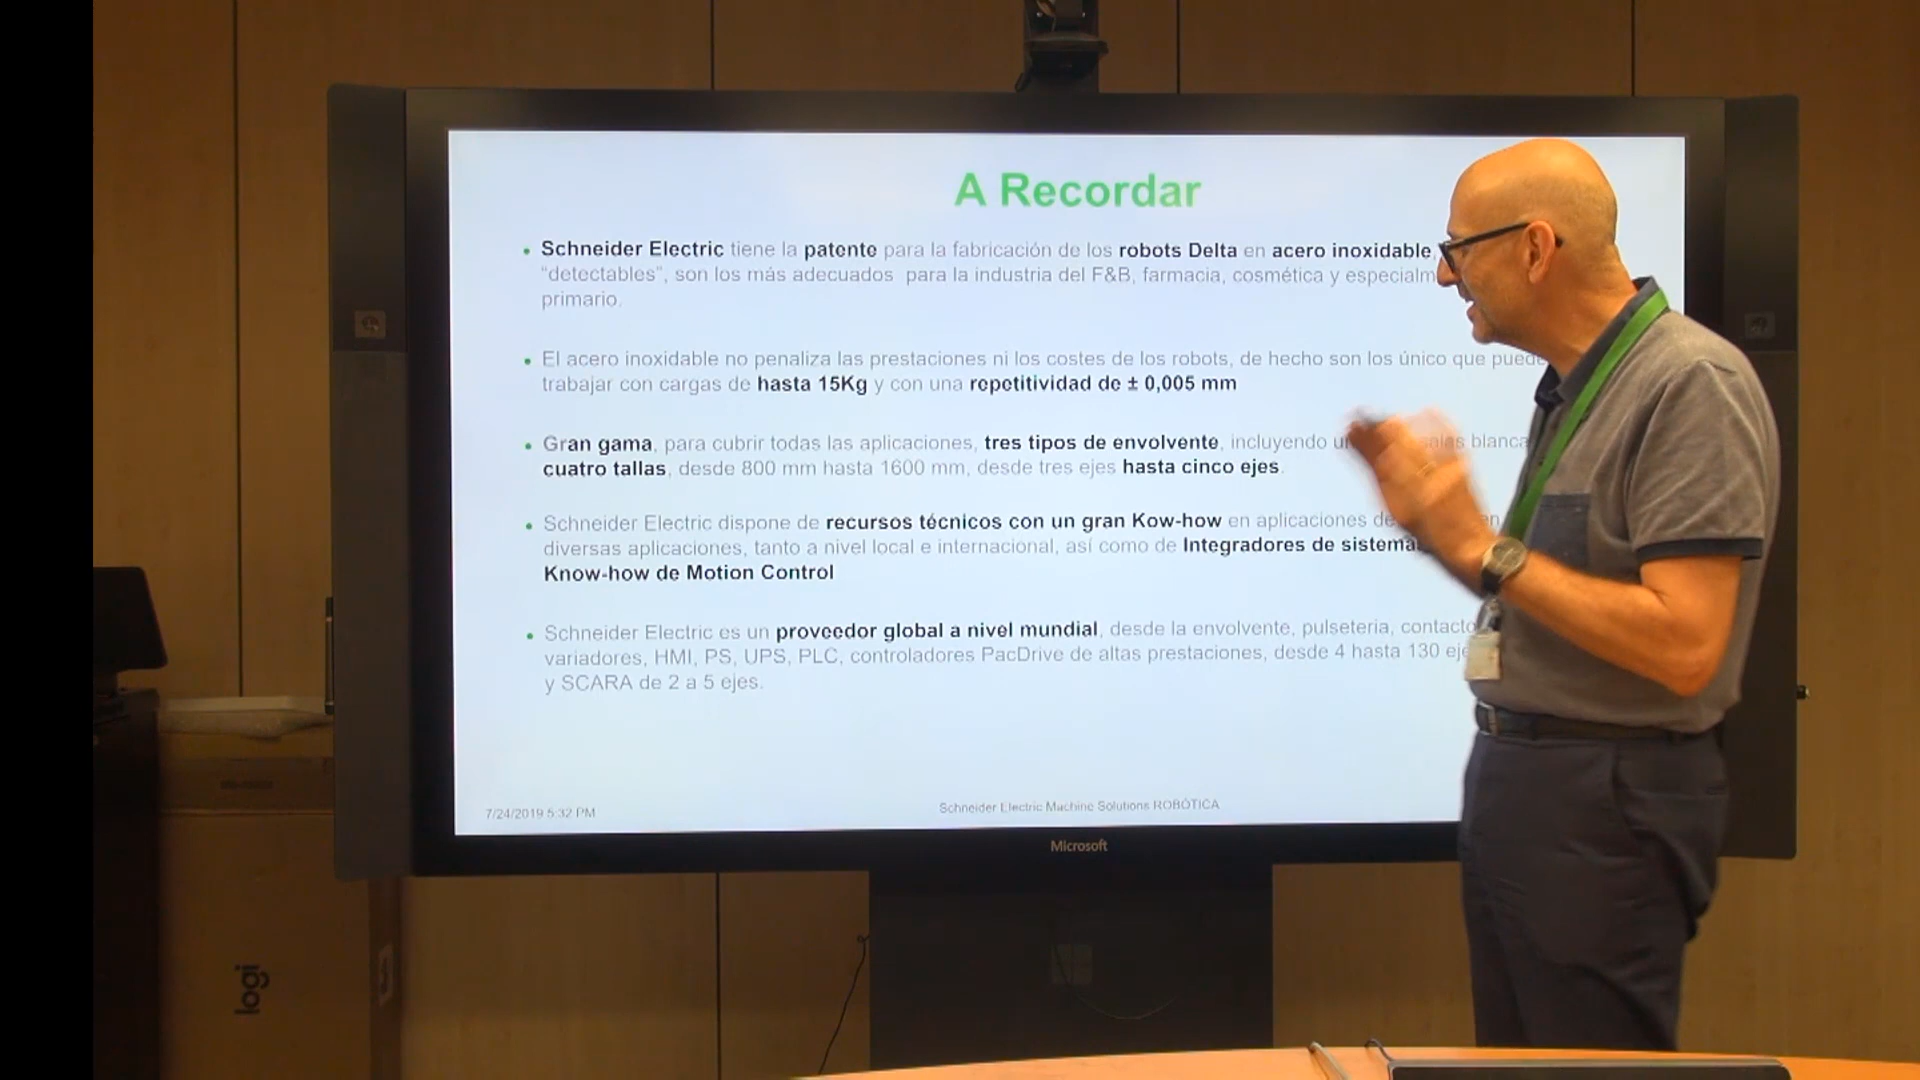 A Recordar
Schneider Electric tiene la patente para la fabricación de los robots Delta en acero inoxidable
"detectables", son los más adecuados para la industria del F&B, farmacia, cosmética y
primario.
El acero inoxidable no penaliza las prestaciones ni los costes de los robots, de hecho son los único que
trabajar con cargas de hasta 15Kg y con una repetitividad de ± 0,005 mm
Gran gama, para cubrir todas las aplicaciones, tres tipos de envolvente, incluyendo
cuatro tallas, desde 800 mm hasta 1600 mm, desde tres ejes hasta cinco ejes.
Schneider Electric dispone de recursos técnicos con un gran Kow-how en aplicaciones
diversas aplicaciones, tanto a nivel local e internacional, así como de Integradores de
Know-how de Motion Control
Schneider Electric es un proveedor global a nivel mundial, desde la envolvente, pulseteria,
variadores, HMI, PS, UPS, PLC, controladores PacDrive de altas prestaciones, desde 4 hasta 130
y SCARA de 2 a 5 ejes.
7/24/2019 5:32 PM
Schneider Electric Machine Solutions ROBÓTICA
Microsoft
logi